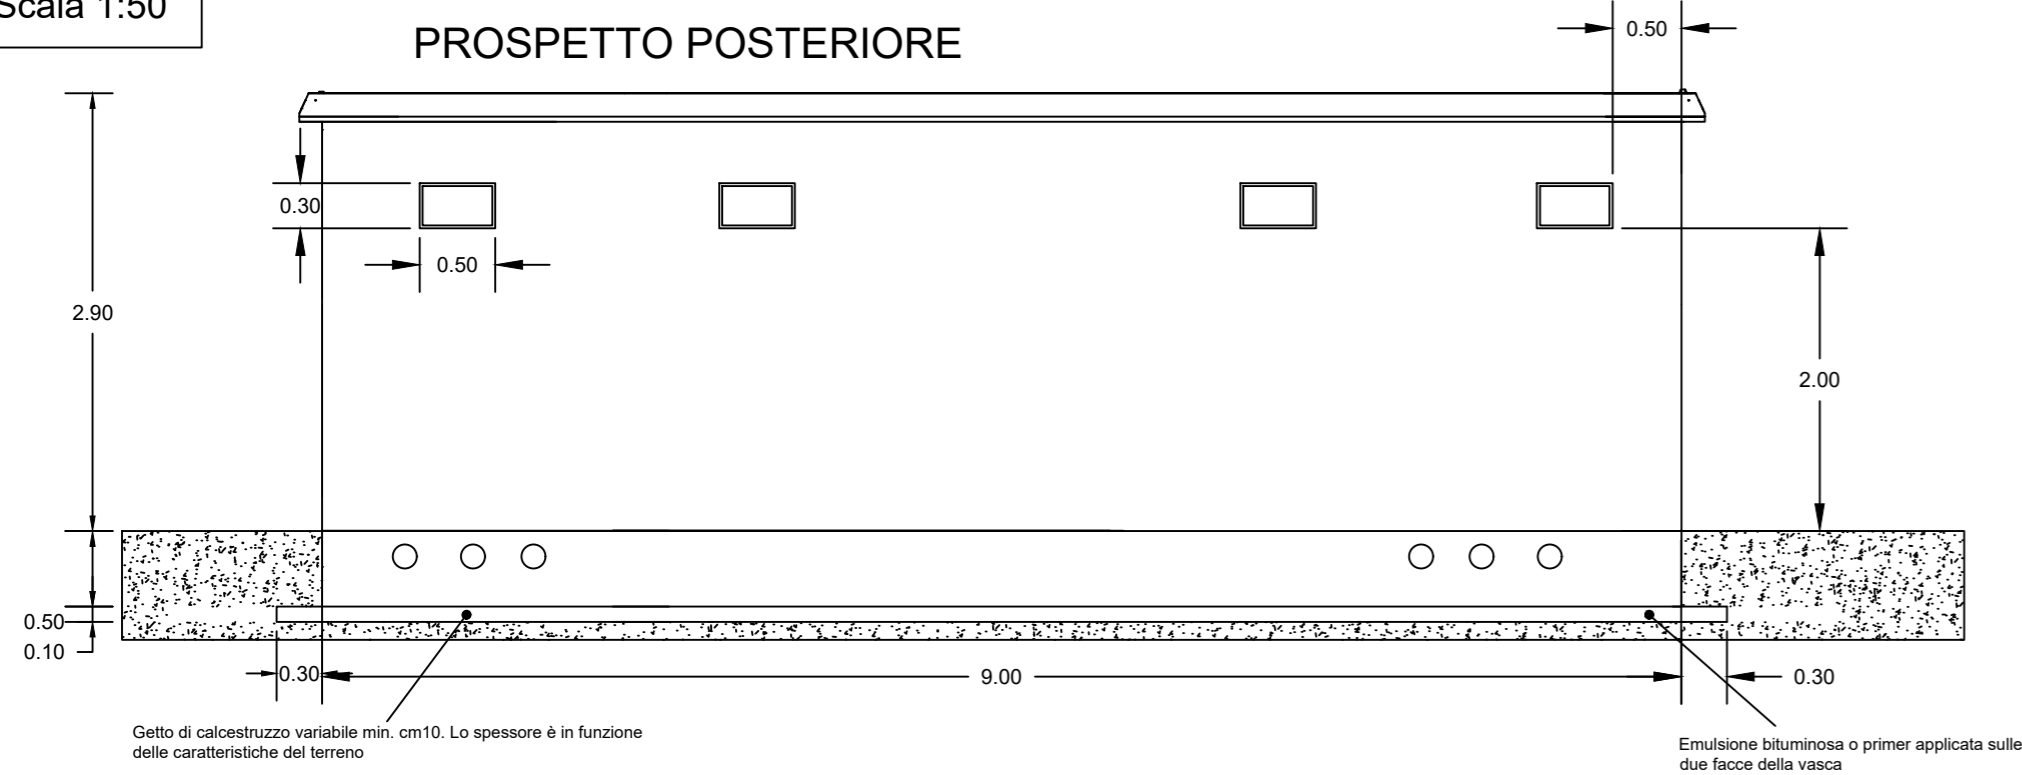 Scala 1:50
PROSPETTO POSTERIORE
0.50
0.30
0.50
2.90
2.00
0.50
0.10
0.30
9.00
0.30
Getto di calcestruzzo variabile min. cm10. Lo spessore è in funzione
delle caratteristiche del terreno
Emulsione bituminosa o primer applicata sulle
due facce della vasca